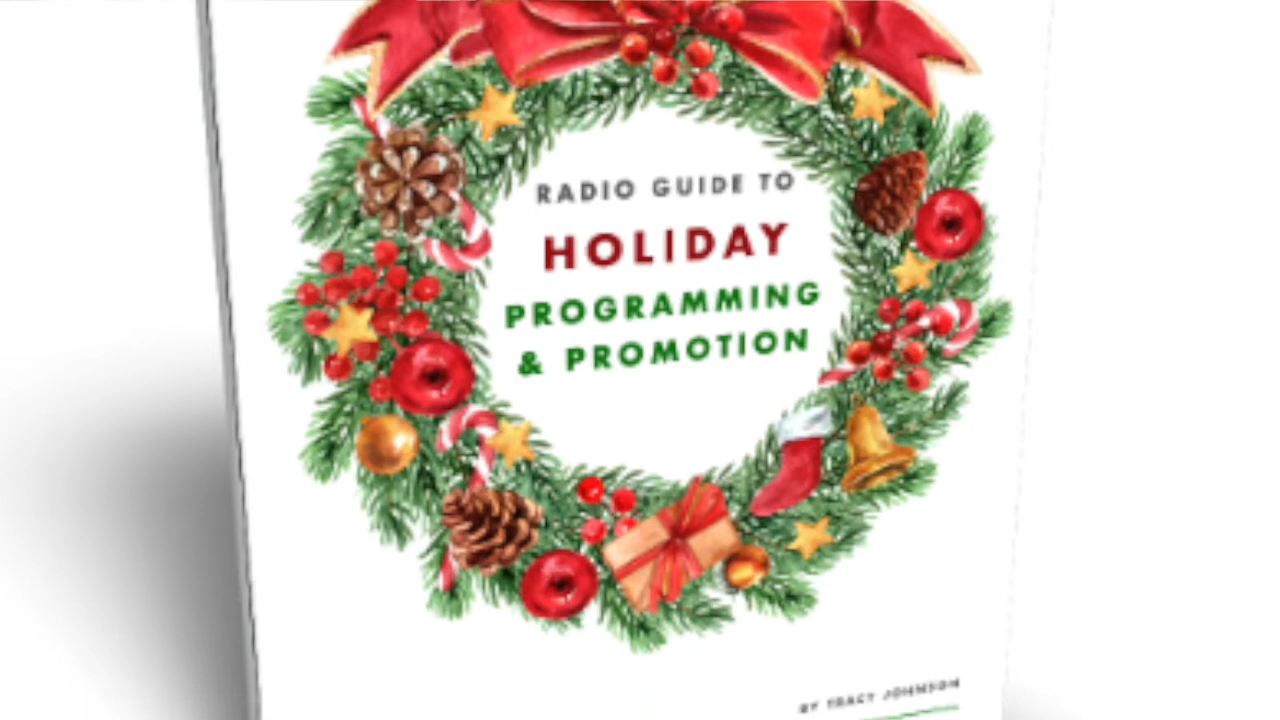 RADIO GUIDE TO
HOLIDAY
PROGRAMMING
& PROMOTION
BY TRACY JOHNSON